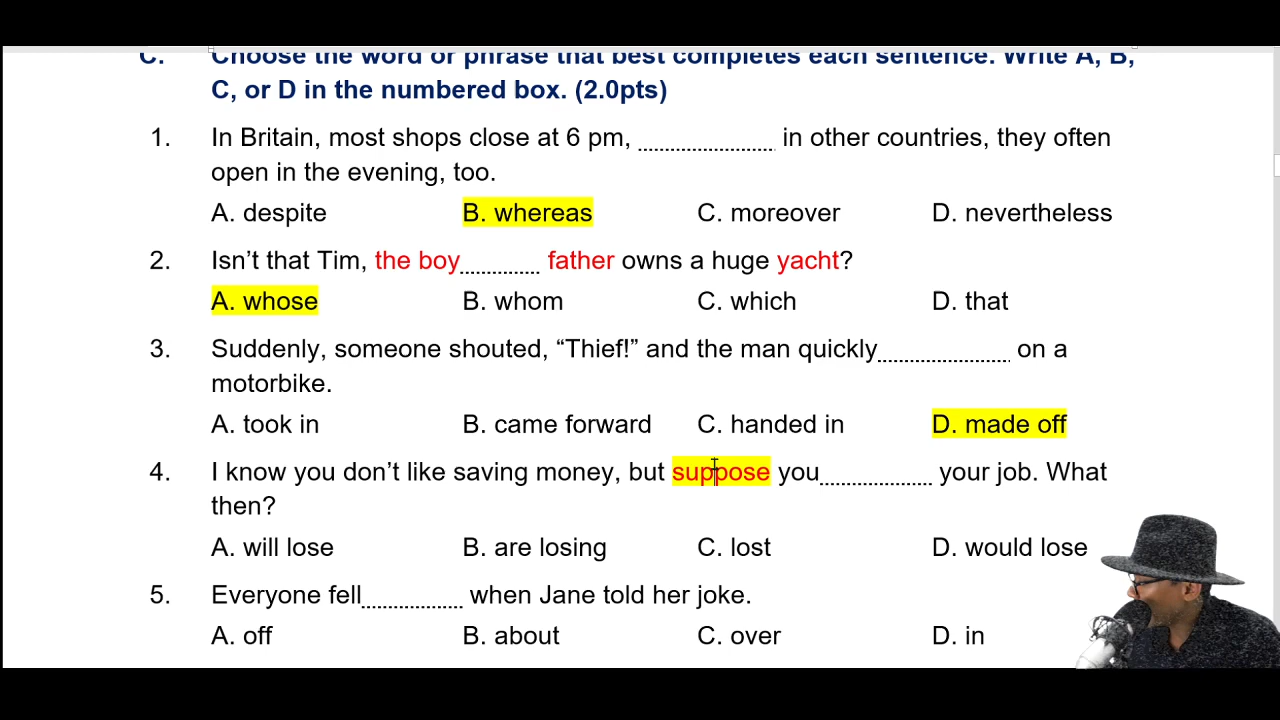 C. Choose the word or phrase that best completes each sentence. Write A, B,
C, or D in the numbered box. (2.0pts)
1. In Britain, most shops close at 6 pm, ..................... in other countries, they often
open in the evening, too.
A. despite B. whereas C. moreover D. nevertheless
2. Isn’t that Tim, the boy............ father owns a huge yacht?
A. whose B. whom C. which D. that
3. Suddenly, someone shouted, “Thief!” and the man quickly.................... on a
motorbike.
A. took in B. came forward C. handed in D. made off
4. I know you don’t like saving money, but suppose you................. your job. What
then?
A. will lose B. are losing C. lost D. would lose
5. Everyone fell................ when Jane told her joke.
A. off B. about C. over D. in